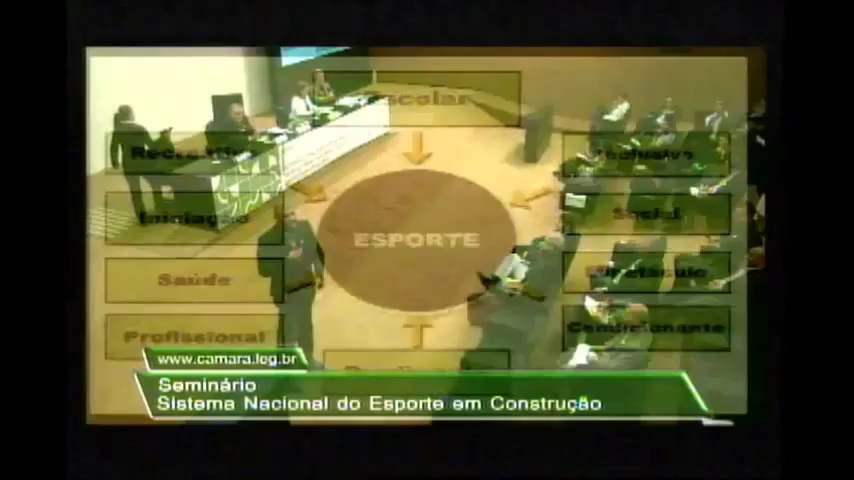 Escolar
Recreativo
Inclusivo
Iniciação
Social
ESPORTE
Saúde
Espetáculo
Profissional
Condicionante
www.camara.leg.br
Seminário
Sistema Nacional do Esporte em Construção